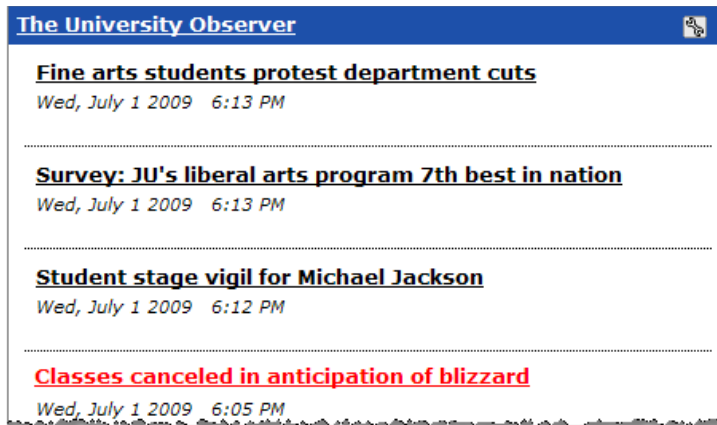 The University Observer
Fine arts students protest department cuts
Wed, July 1 2009 6:13 PM
Survey: JU's liberal arts program 7th best in nation
Wed, July 1 2009 6:13 PM
Student stage vigil for Michael Jackson
Wed, July 1 2009 6:12 PM
Classes canceled in anticipation of blizzard
Wed, July 1 2009 6:05 PM